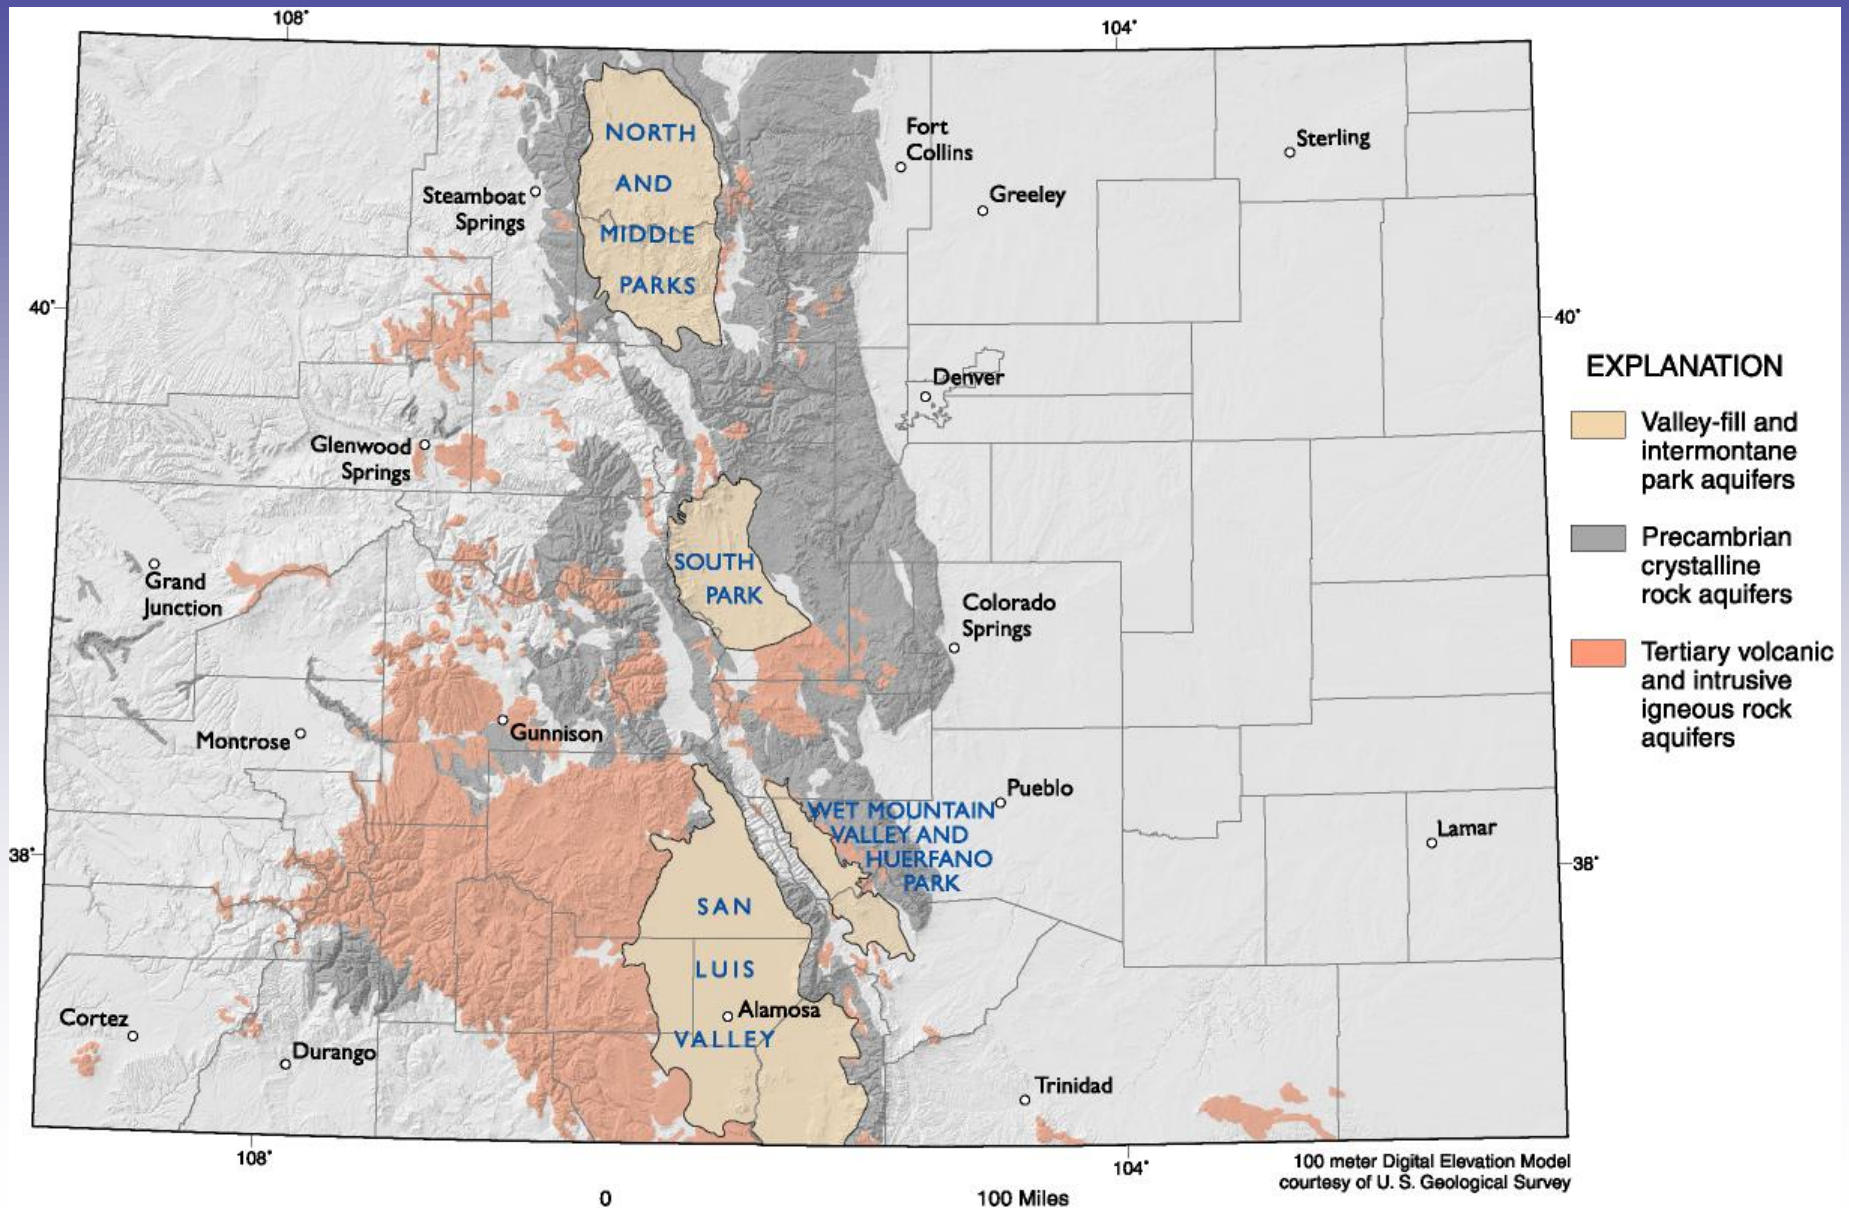 108°
104°
NORTH
AND
MIDDLE
PARKS
Fort
Collins
Sterling
Greeley
Steamboat
Springs
40°
40°
Denver
Glenwood
Springs
EXPLANATION
Valley-fill and
intermontane
park aquifers
Precambrian
crystalline
rock aquifers
Tertiary volcanic
and intrusive
igneous rock
aquifers
Grand
Junction
SOUTH
PARK
Colorado
Springs
Montrose
Gunnison
Pueblo
WET MOUNTAIN
VALLEY AND
HUERFANO
PARK
Lamar
38°
38°
SAN
LUIS
VALLEY
Alamosa
Cortez
Durango
Trinidad
108°
104°
100 meter Digital Elevation Model
courtesy of U. S. Geological Survey
0 100 Miles